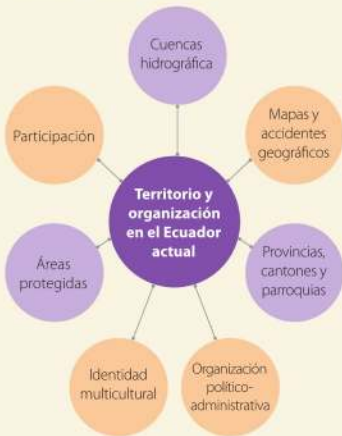 Cuencas
hidrográfica
Mapas y
accidentes
geográficos
Provincias,
cantones y
parroquias
Organización
político-
administrativa
Identidad
multicultural
Áreas
protegidas
Participación
Territorio y
organización
en el Ecuador
actual